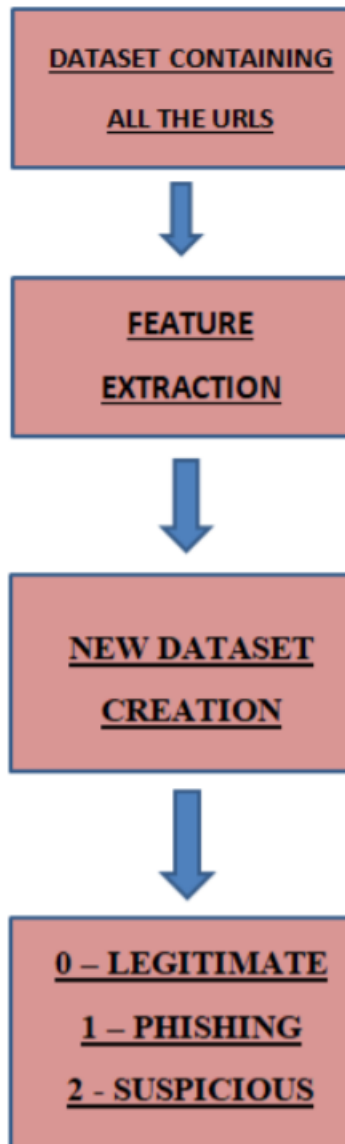 DATASET CONTAINING
ALL THE URLS
FEATURE
EXTRACTION
NEW DATASET
CREATION
0 – LEGITIMATE
1 – PHISHING
2 - SUSPICIOUS